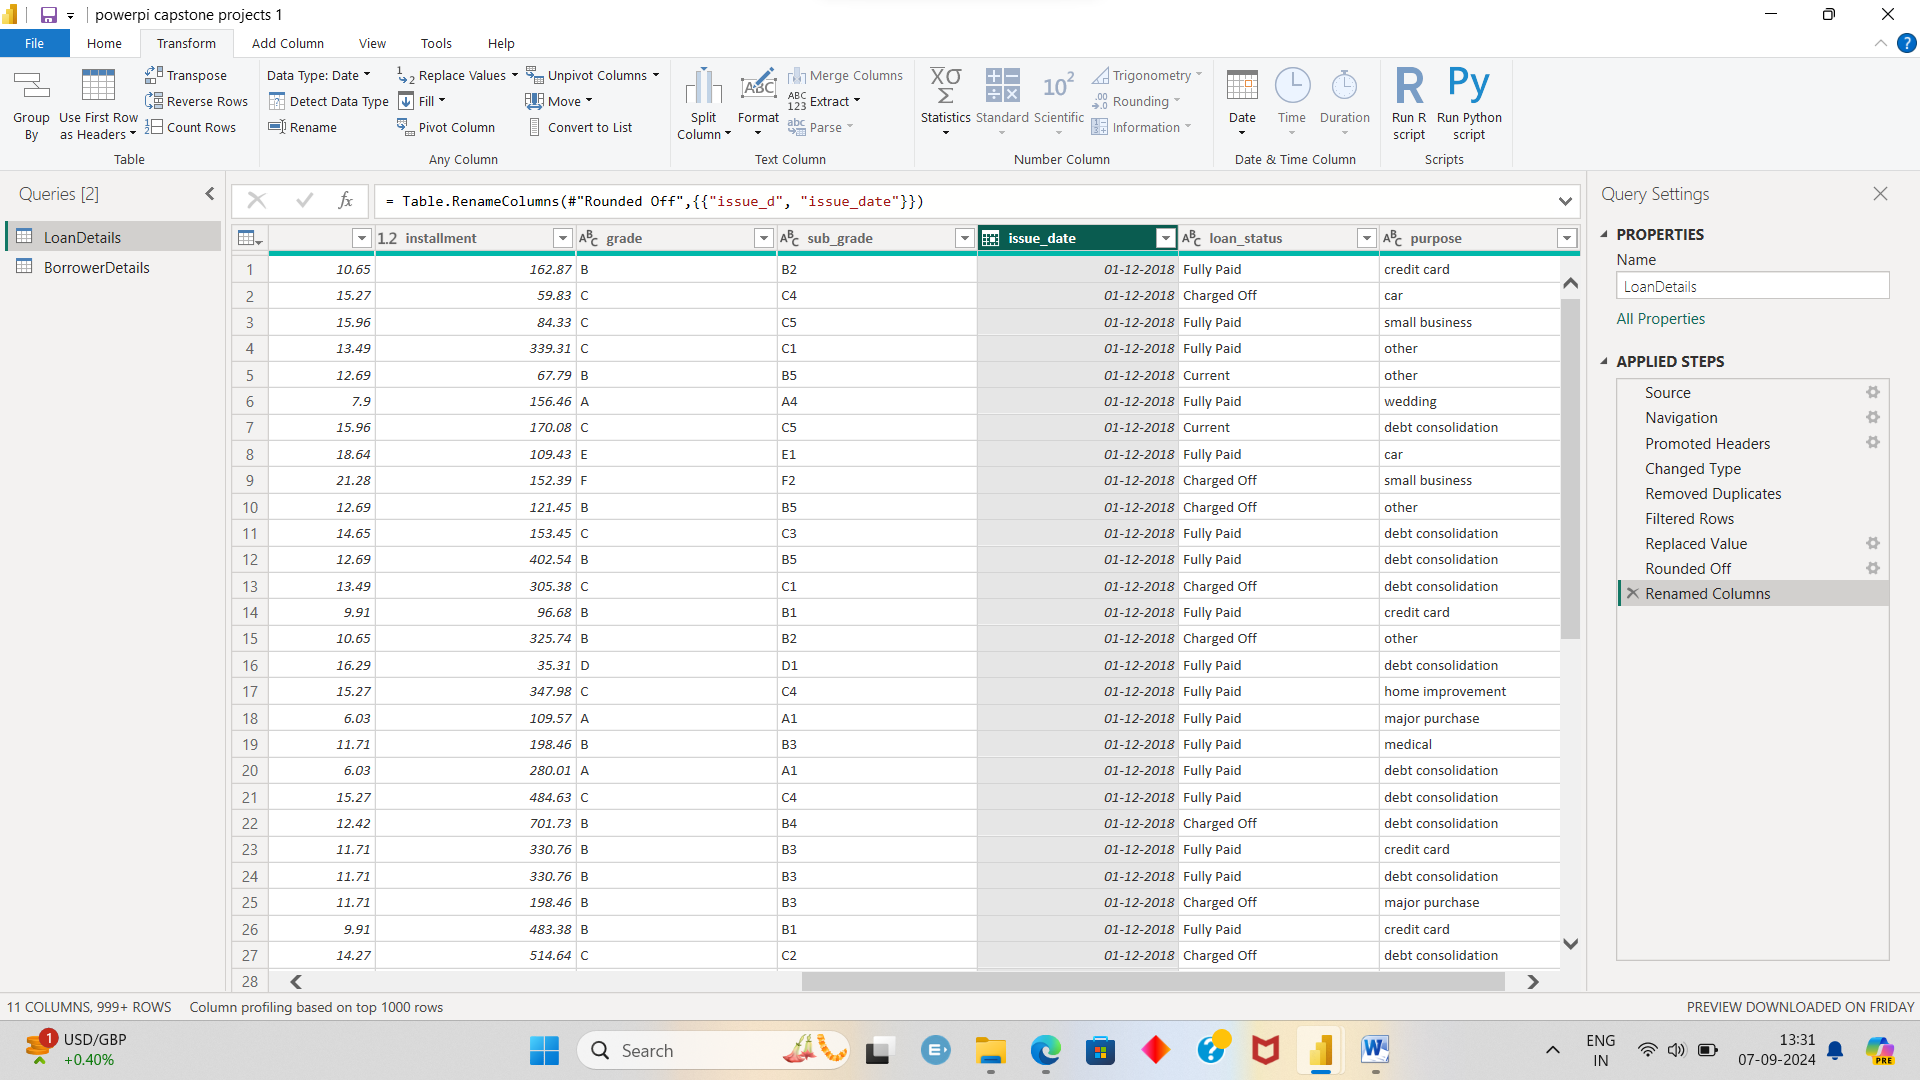 powerpi capstone projects 1
File Home Transform Add Column View Tools Help
Group By
Use First Row as Headers
Transpose
Reverse Rows
Count Rows
Table
Data Type: Date
Detect Data Type
Rename
Replace Values
Fill
Pivot Column
Unpivot Columns
Move
Convert to List
Any Column
Split Column
Format
Merge Columns
Extract
Parse
Text Column
Statistics
Standard
Scientific
Trigonometry
Rounding
Information
Number Column
Date
Time
Duration
Date & Time Column
Run R script
Run Python script
Scripts
Queries [2]
LoanDetails
BorrowerDetails
= Table.RenameColumns(#"Rounded Off",{{"issue_d", "issue_date"}})
1.2 installment ABC grade ABC sub_grade issue_date ABC loan_status ABC purpose
1 10.65 162.87 B B2 01-12-2018 Fully Paid credit card
2 15.27 59.83 C C4 01-12-2018 Charged Off car
3 15.96 84.33 C C5 01-12-2018 Fully Paid small business
4 13.49 339.31 C C1 01-12-2018 Fully Paid other
5 12.69 67.79 B B5 01-12-2018 Current other
6 7.9 156.46 A A4 01-12-2018 Fully Paid wedding
7 15.96 170.08 C C5 01-12-2018 Current debt consolidation
8 18.64 109.43 E E1 01-12-2018 Fully Paid car
9 21.28 152.39 F F2 01-12-2018 Charged Off small business
10 12.69 121.45 B B5 01-12-2018 Charged Off other
11 14.65 153.45 C C3 01-12-2018 Fully Paid debt consolidation
12 12.69 402.54 B B5 01-12-2018 Fully Paid debt consolidation
13 13.49 305.38 C C1 01-12-2018 Charged Off debt consolidation
14 9.91 96.68 B B1 01-12-2018 Fully Paid credit card
15 10.65 325.74 B B2 01-12-2018 Charged Off other
16 16.29 35.31 D D1 01-12-2018 Fully Paid debt consolidation
17 15.27 347.98 C C4 01-12-2018 Fully Paid home improvement
18 6.03 109.57 A A1 01-12-2018 Fully Paid major purchase
19 11.71 198.46 B B3 01-12-2018 Fully Paid medical
20 6.03 280.01 A A1 01-12-2018 Fully Paid debt consolidation
21 15.27 484.63 C C4 01-12-2018 Fully Paid debt consolidation
22 12.42 701.73 B B4 01-12-2018 Charged Off debt consolidation
23 11.71 330.76 B B3 01-12-2018 Fully Paid credit card
24 11.71 330.76 B B3 01-12-2018 Fully Paid debt consolidation
25 11.71 198.46 B B3 01-12-2018 Charged Off major purchase
26 9.91 483.38 B B1 01-12-2018 Fully Paid credit card
27 14.27 514.64 C C2 01-12-2018 Charged Off debt consolidation
28
Query Settings
PROPERTIES
Name
LoanDetails
All Properties
APPLIED STEPS
Source
Navigation
Promoted Headers
Changed Type
Removed Duplicates
Filtered Rows
Replaced Value
Rounded Off
Renamed Columns
11 COLUMNS, 999+ ROWS Column profiling based on top 1000 rows
PREVIEW DOWNLOADED ON FRIDAY
1 USD/GBP
+0.40%
Search
ENG
IN
13:31
07-09-2024
PRE